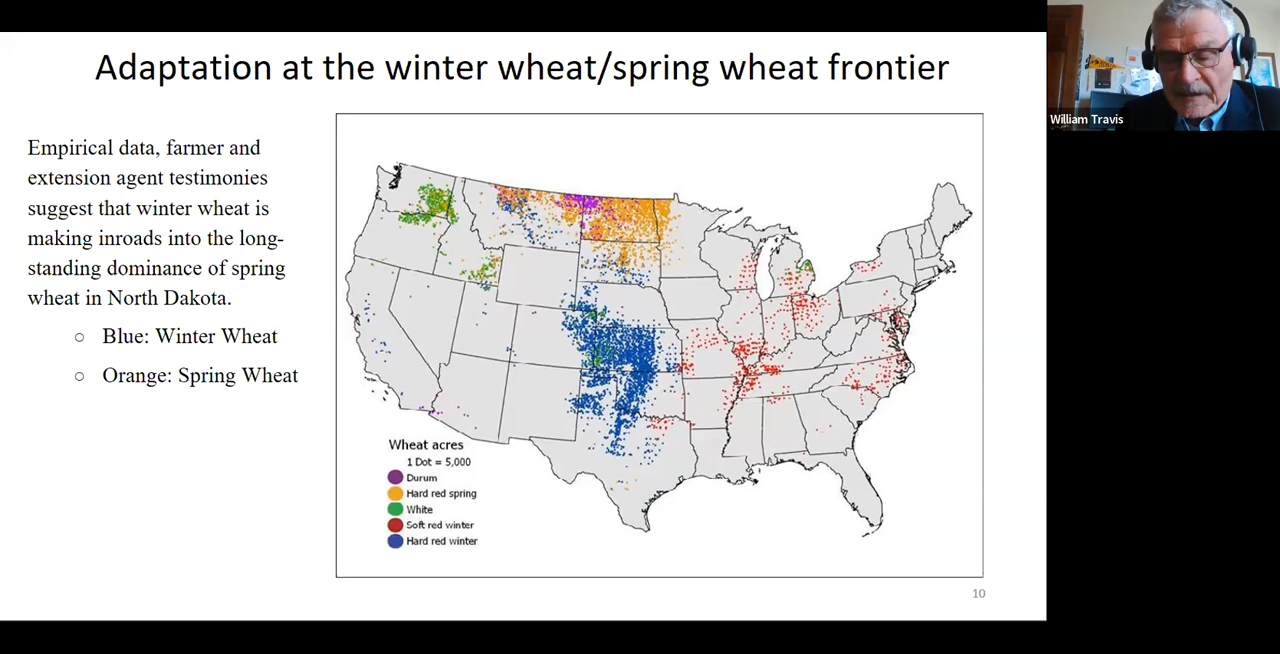 Adaptation at the winter wheat/spring wheat frontier
William Travis
Empirical data, farmer and
extension agent testimonies
suggest that winter wheat is
making inroads into the long-
standing dominance of spring
wheat in North Dakota.
○ Blue: Winter Wheat
○ Orange: Spring Wheat
Wheat acres
1 Dot = 5,000
Durum
Hard red spring
White
Soft red winter
Hard red winter
10